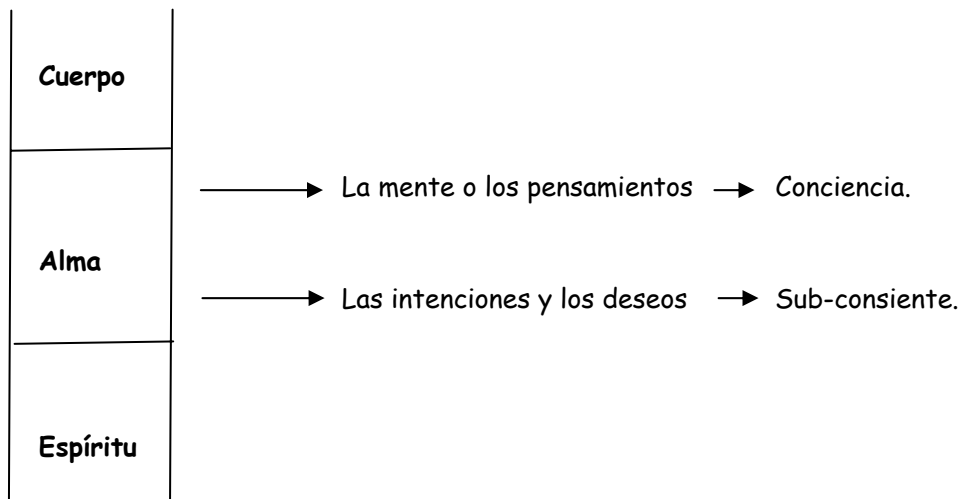 Cuerpo
La mente o los pensamientos Conciencia.
Alma
Las intenciones y los deseos Sub-consiente.
Espíritu